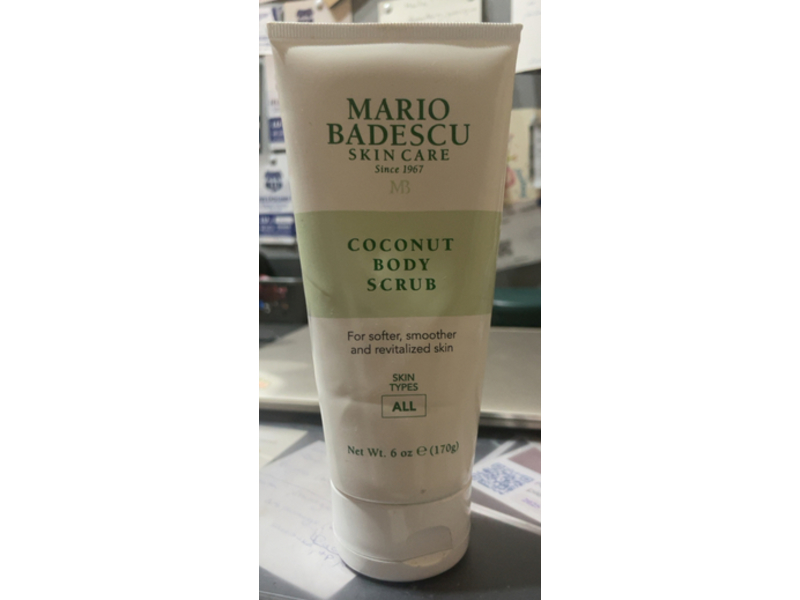 MARIO
BADESCU
SKIN CARE
Since 1967
MB
COCONUT
BODY
SCRUB
For softer, smoother
and revitalized skin
SKIN
TYPES
ALL
Net Wt. 6 oz ℮ (170g)